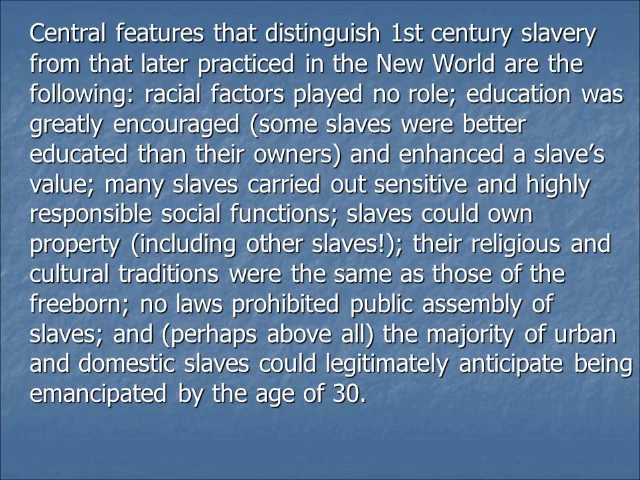 Central features that distinguish 1st century slavery
from that later practiced in the New World are the
following: racial factors played no role; education was
greatly encouraged (some slaves were better
educated than their owners) and enhanced a slave’s
value; many slaves carried out sensitive and highly
responsible social functions; slaves could own
property (including other slaves!); their religious and
cultural traditions were the same as those of the
freeborn; no laws prohibited public assembly of
slaves; and (perhaps above all) the majority of urban
and domestic slaves could legitimately anticipate being
emancipated by the age of 30.